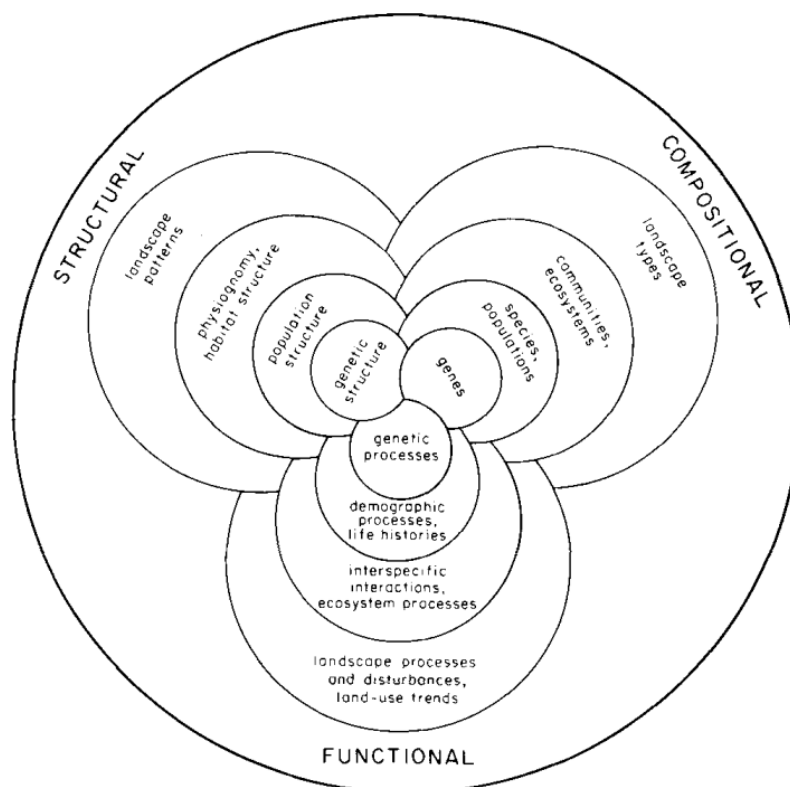 STRUCTURAL
COMPOSITIONAL
FUNCTIONAL
landscape
patterns
physiognomy,
habitat structure
population
structure
genetic
structure
landscape
types
communities,
ecosystems
species,
populations
genes
genetic
processes
demographic
processes,
life histories
interspecific
interactions,
ecosystem processes
landscape processes
and disturbances,
land-use trends